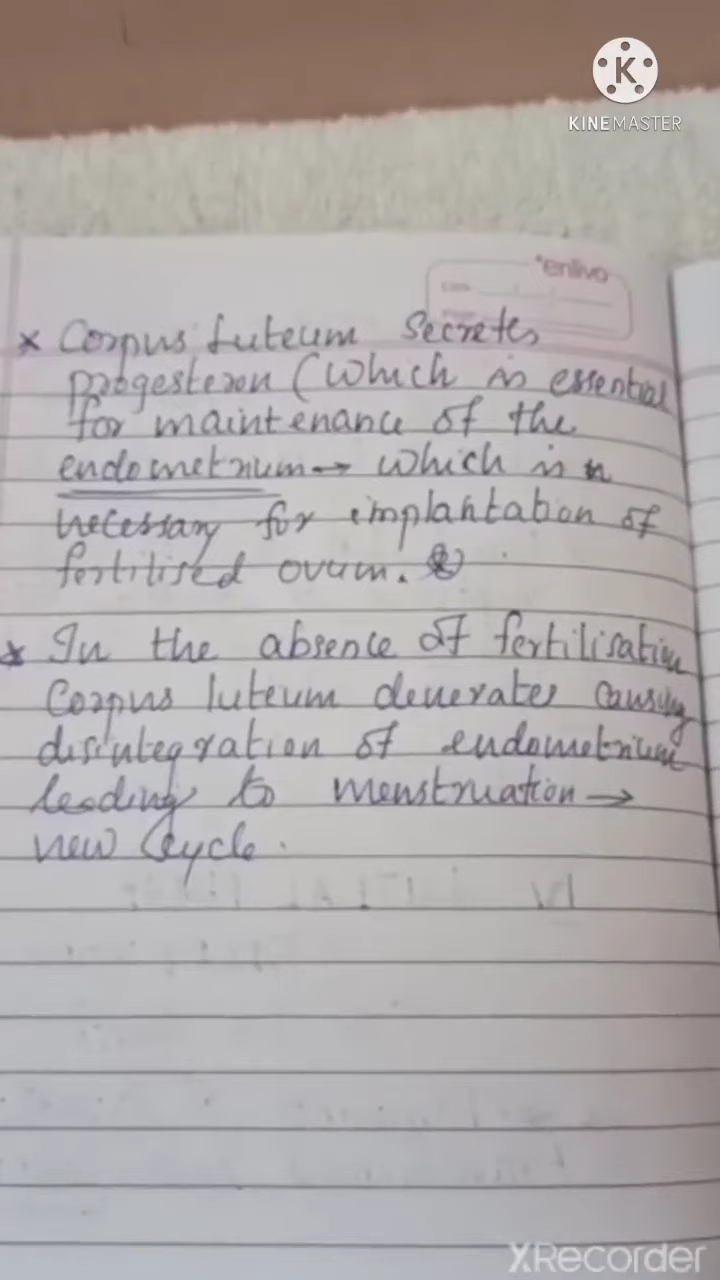 KINEMASTER
enlivo
* Corpus luteum Secretes
progesteron (which is essential
for maintenance of the
endometrium → which is
necessary for implantation of
fertilised ovum.
* In the absence of fertilisation
Corpus luteum denerates causing
disintegration of endometrium
leading to menstruation →
new Cycle.
XRecorder